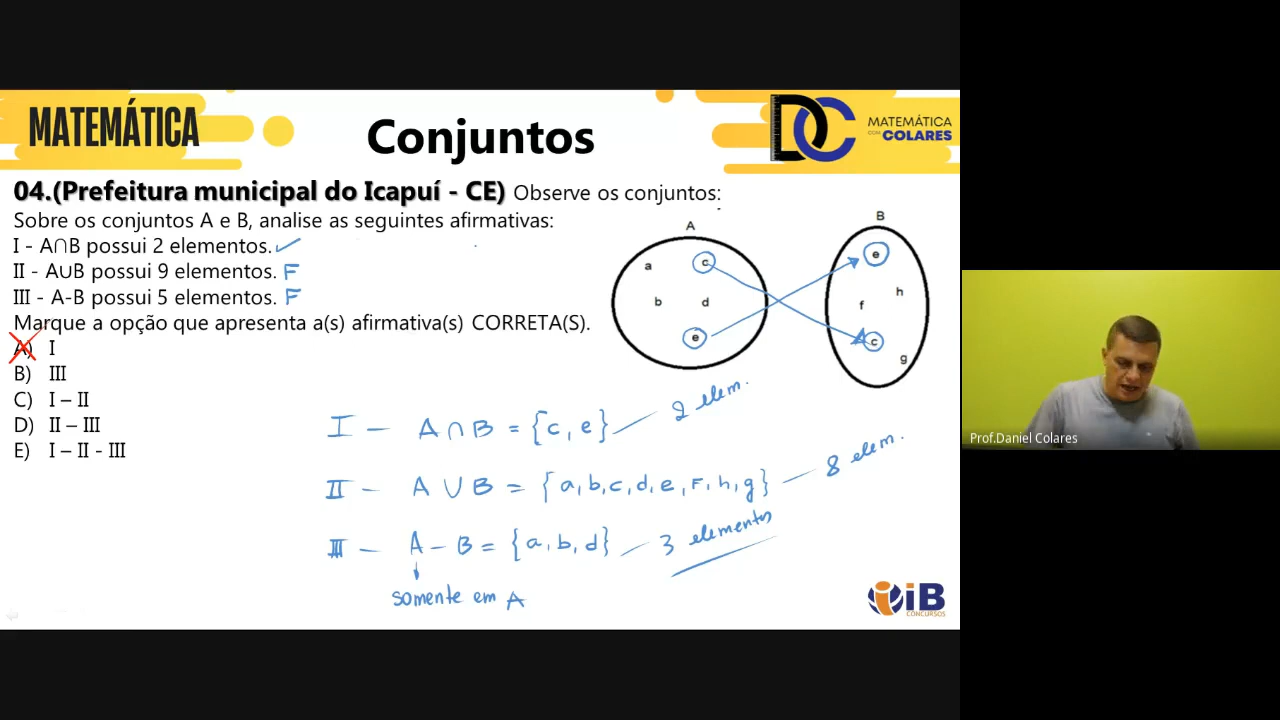 MATEMÁTICA
Conjuntos
DC
MATEMÁTICA
COM COLARES
04.(Prefeitura municipal do Icapuí - CE) Observe os conjuntos:
Sobre os conjuntos A e B, analise as seguintes afirmativas:
I - A∩B possui 2 elementos. ✓
II - A∪B possui 9 elementos. F
III - A-B possui 5 elementos. F
Marque a opção que apresenta a(s) afirmativa(s) CORRETA(S).
A) I
B) III
C) I – II
D) II – III
E) I – II - III
A
a
c
b
d
e
B
e
h
f
c
g
I - A ∩ B = {c, e} — 2 elem.
II - A ∪ B = {a, b, c, d, e, F, h, g} — 8 elem.
III - A - B = {a, b, d} — 3 elementos
somente em A
iB
CONCURSOS
Prof.Daniel Colares